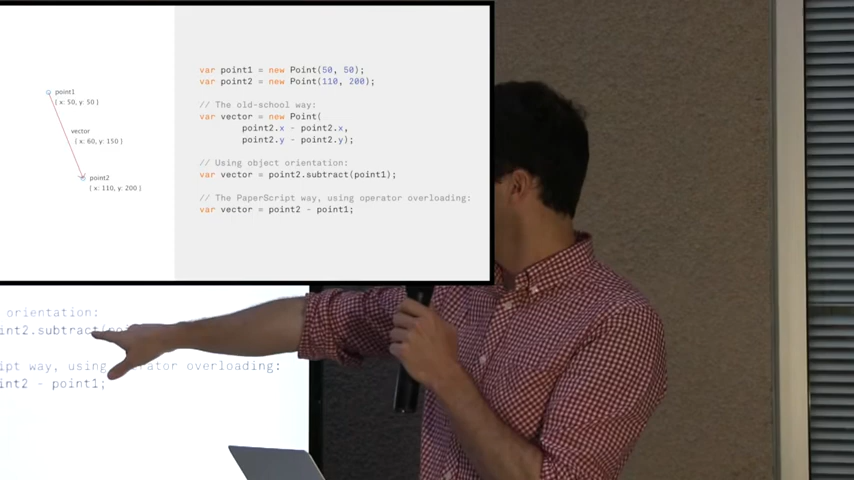 point1
{ x: 50, y: 50 }
vector
{ x: 60, y: 150 }
point2
{ x: 110, y: 200 }
var point1 = new Point(50, 50);
var point2 = new Point(110, 200);
// The old-school way:
var vector = new Point(
point2.x - point2.x,
point2.y - point2.y);
// Using object orientation:
var vector = point2.subtract(point1);
// The PaperScript way, using operator overloading:
var vector = point2 - point1;
orientation:
int2.subtract(poi
ipt way, using operator overloading:
int2 - point1;